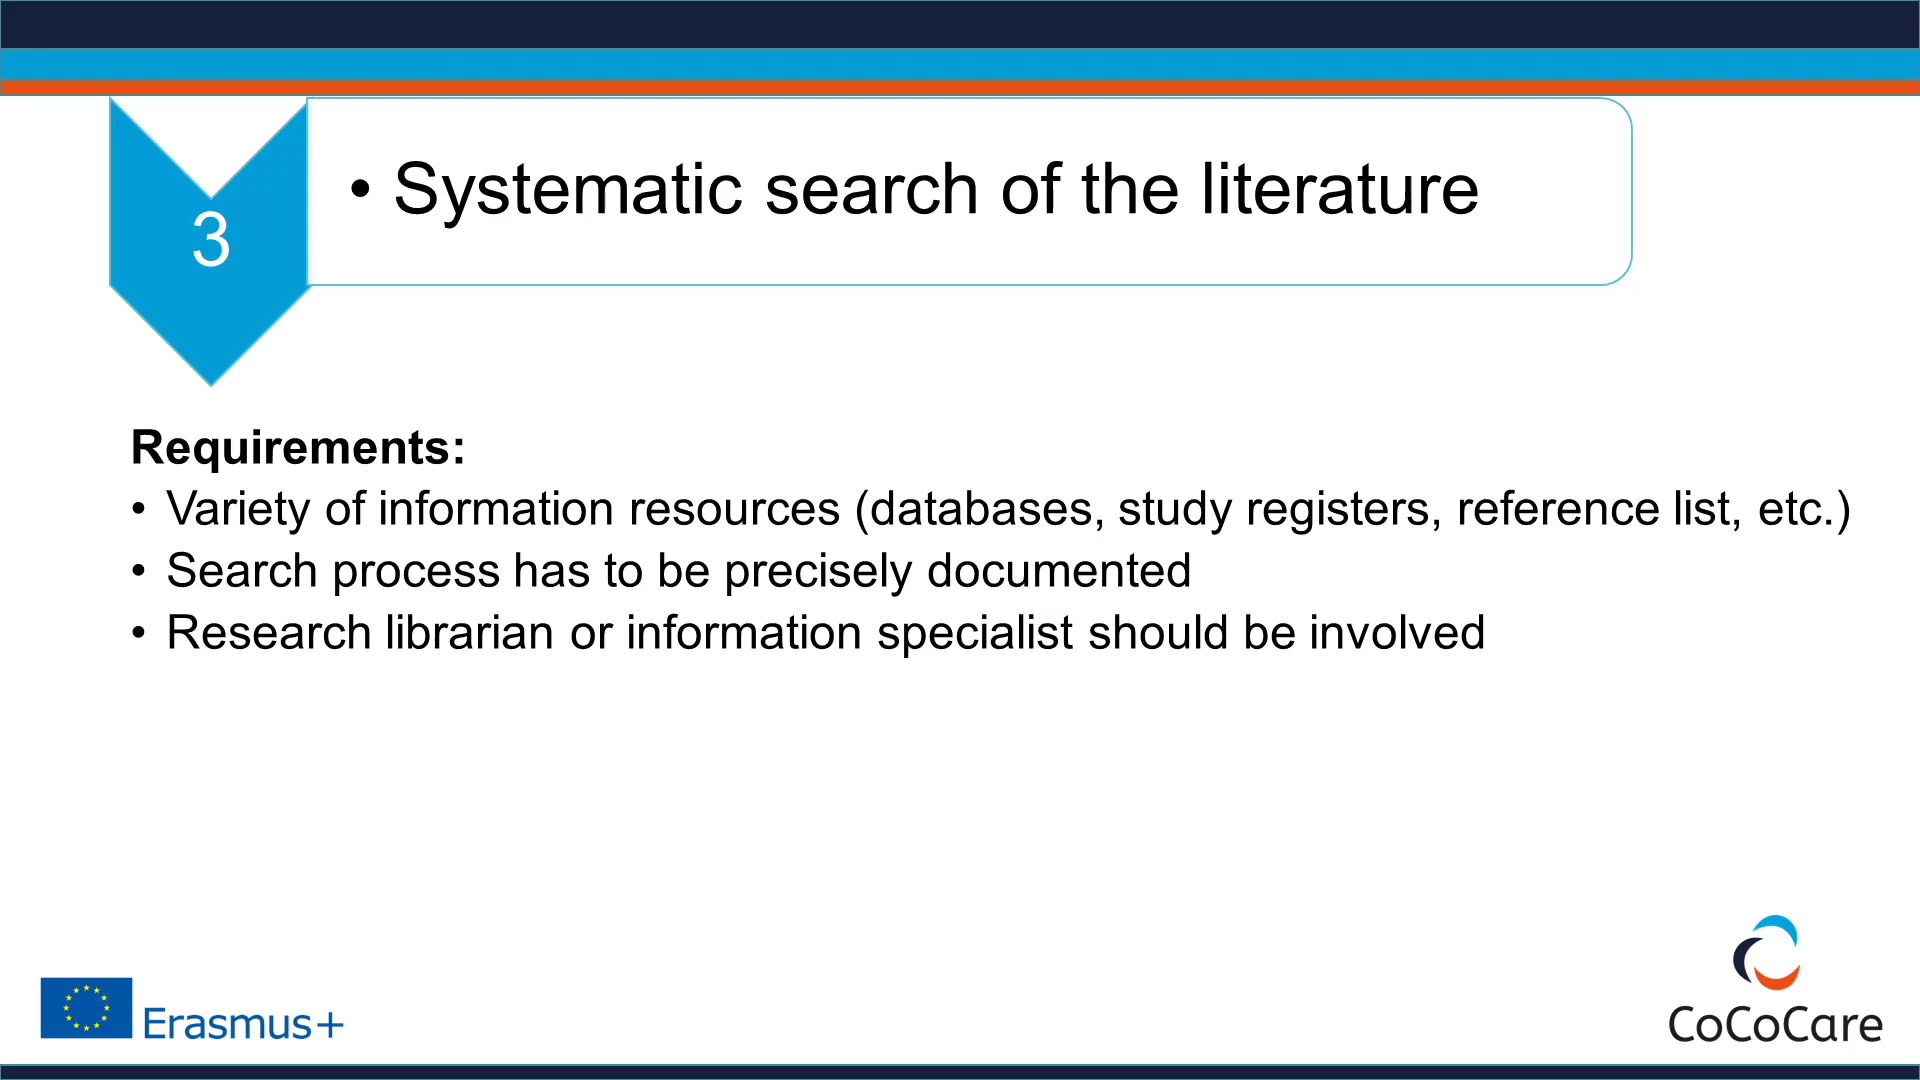 3
• Systematic search of the literature
Requirements:
• Variety of information resources (databases, study registers, reference list, etc.)
• Search process has to be precisely documented
• Research librarian or information specialist should be involved
Erasmus+
CoCoCare